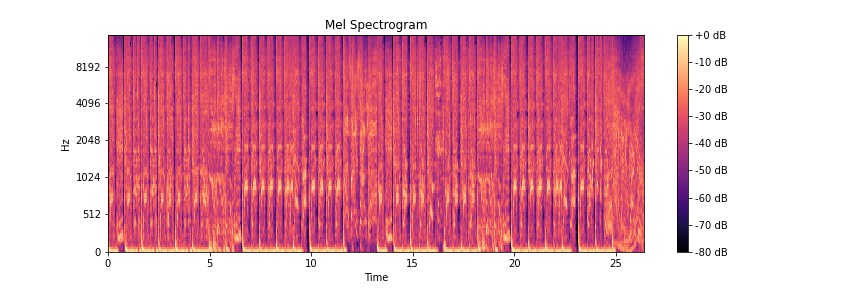 Mel Spectrogram
Hz
8192
4096
2048
1024
512
0
0
5
10
15
20
25
Time
+0 dB
-10 dB
-20 dB
-30 dB
-40 dB
-50 dB
-60 dB
-70 dB
-80 dB